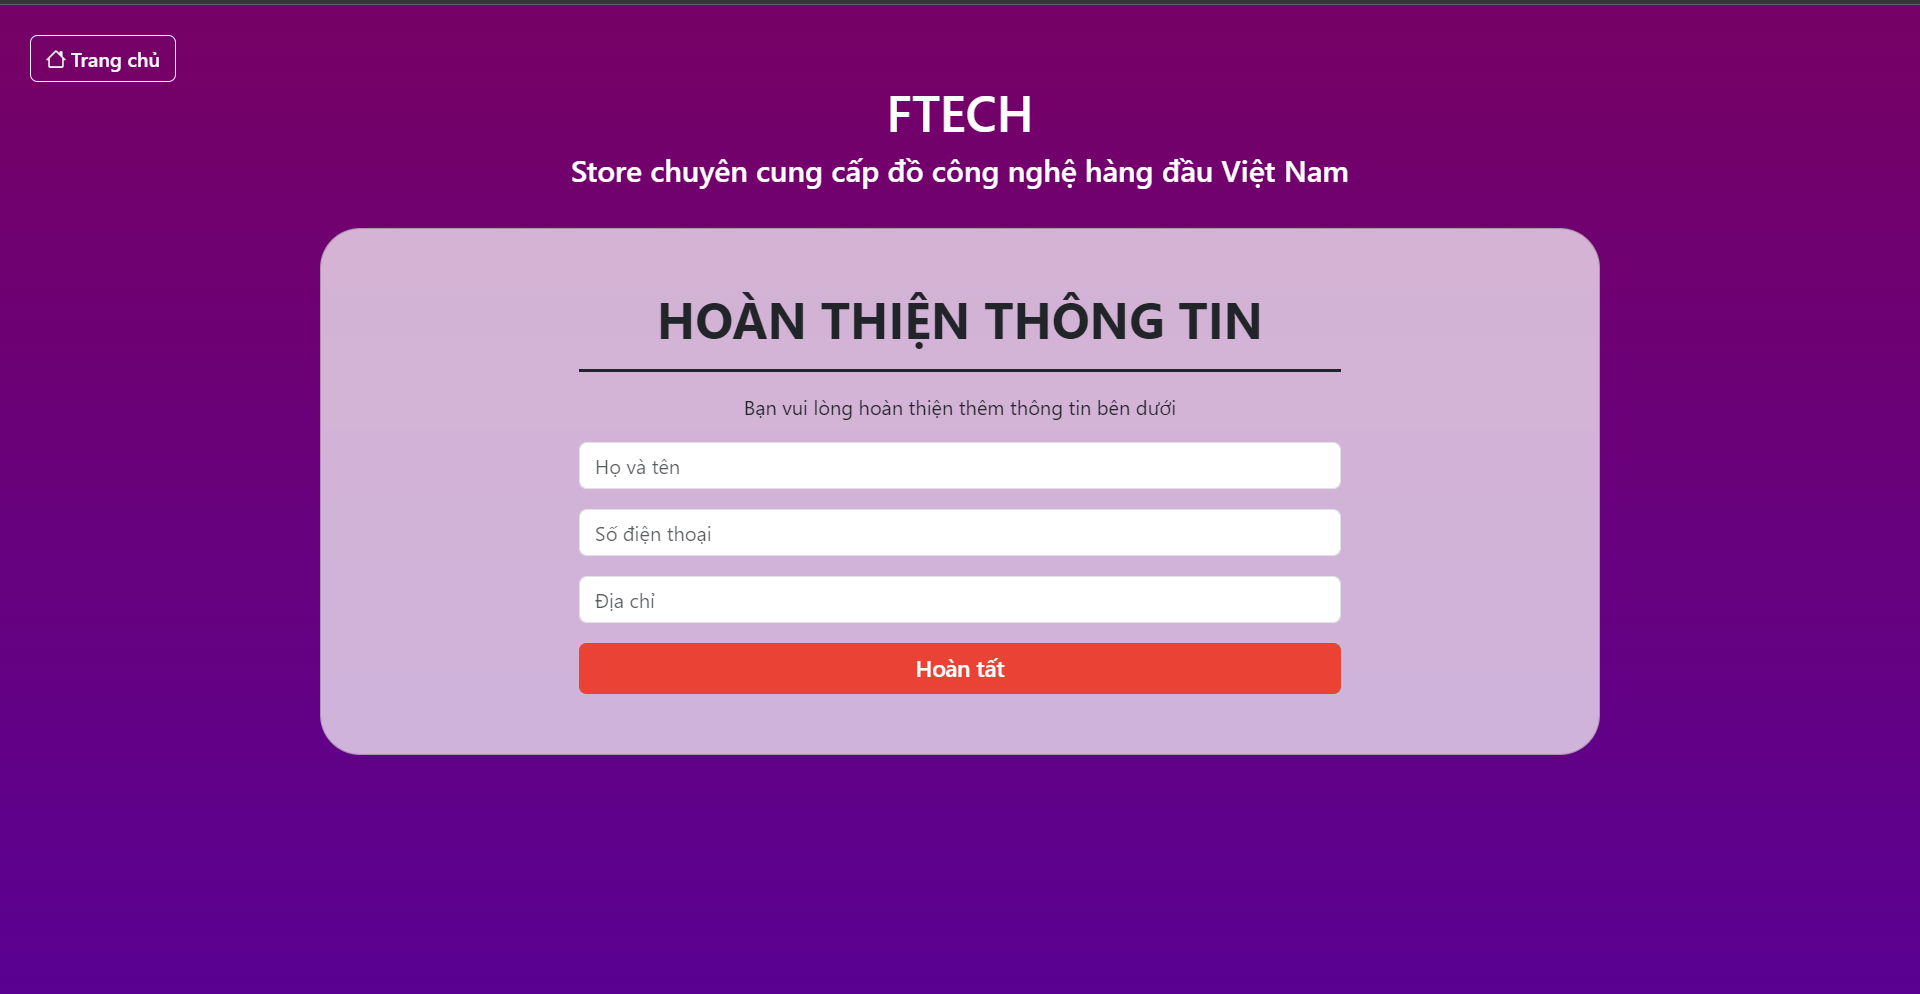 Trang chủ
FTECH
Store chuyên cung cấp đồ công nghệ hàng đầu Việt Nam
HOÀN THIỆN THÔNG TIN
Bạn vui lòng hoàn thiện thêm thông tin bên dưới
Họ và tên
Số điện thoại
Địa chỉ
Hoàn tất